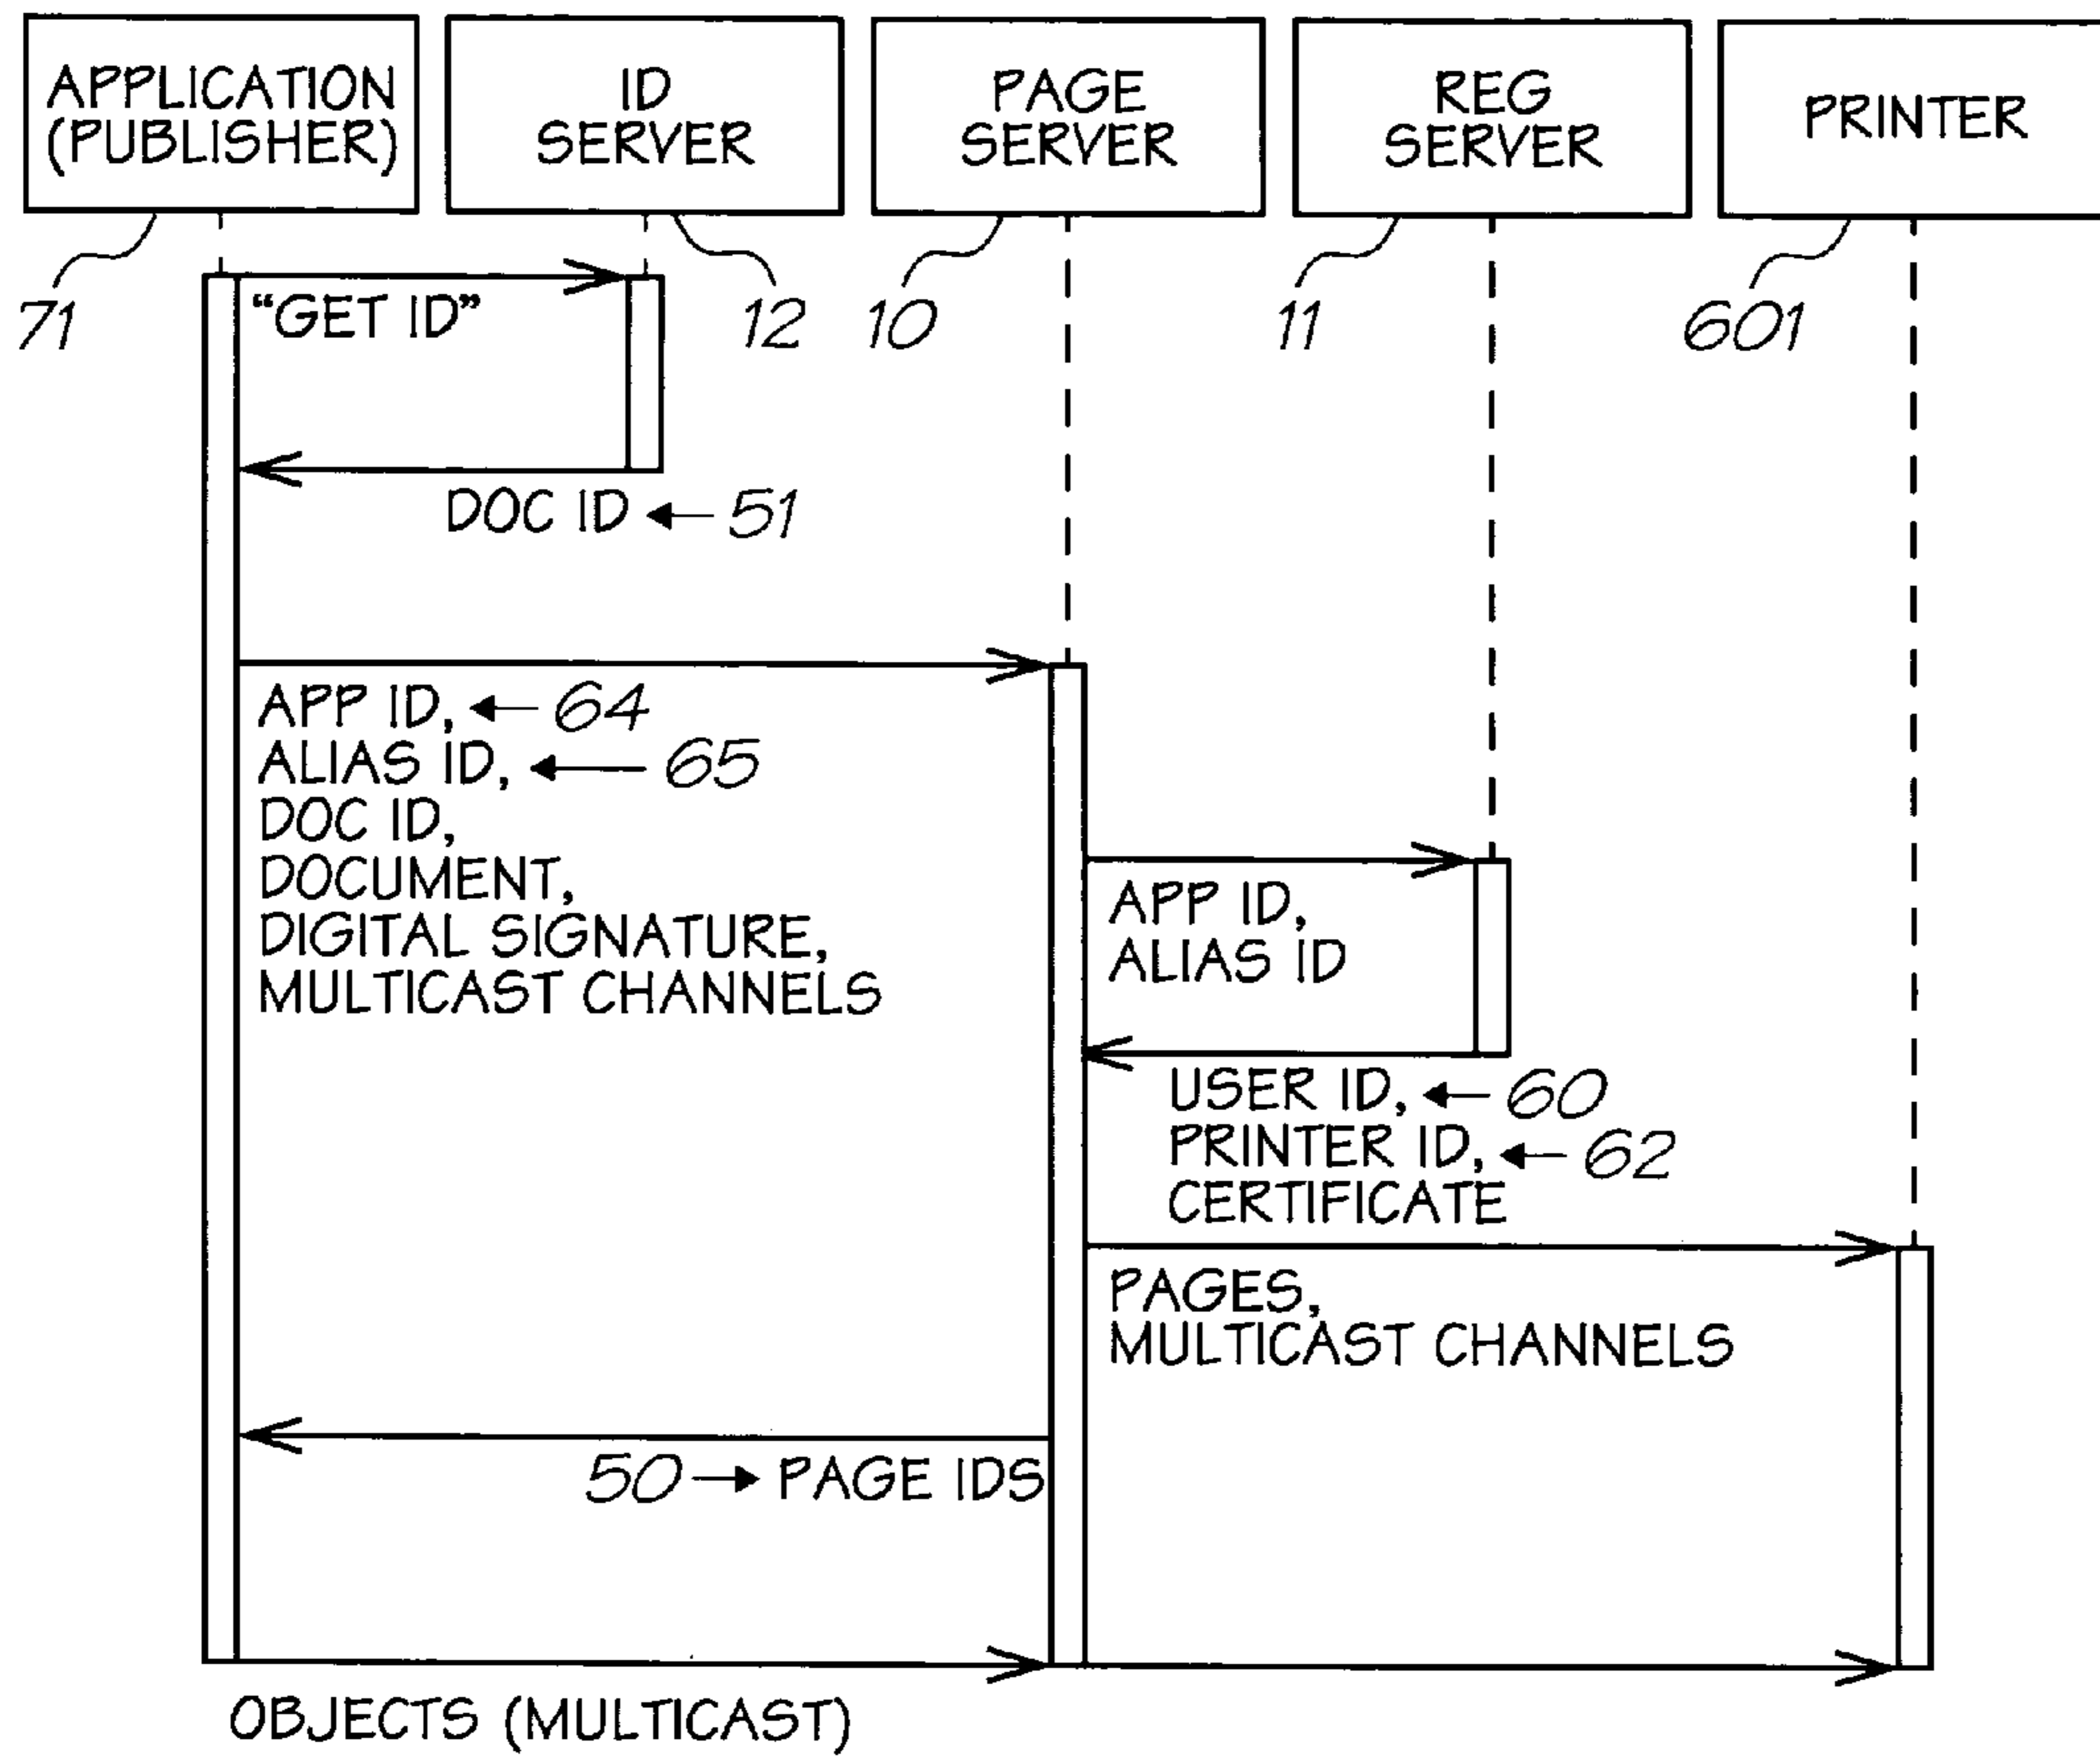 APPLICATION
(PUBLISHER)
ID
SERVER
PAGE
SERVER
REG
SERVER
PRINTER
71
12
10
11
601
“GET ID”
DOC ID 51
APP ID, 64
ALIAS ID, 65
DOC ID,
DOCUMENT,
DIGITAL SIGNATURE,
MULTICAST CHANNELS
APP ID,
ALIAS ID
USER ID, 60
PRINTER ID, 62
CERTIFICATE
PAGES,
MULTICAST CHANNELS
50 PAGE IDS
OBJECTS (MULTICAST)